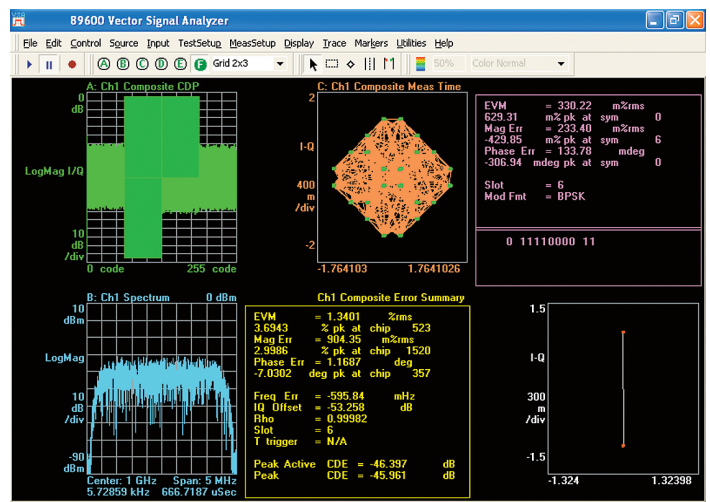 89600 Vector Signal Analyzer
File Edit Control Source Input TestSetup MeasSetup Display Trace Markers Utilities Help
A B C D E F Grid 2x3 50% Color Normal
A: Ch1 Composite CDP
0
dB
LogMag I/Q
10
dB
/div
0 code 255 code
C: Ch1 Composite Meas Time
2
I-Q
400
m
/div
-2
-1.764103 1.7641026
EVM = 330.22 m%rms
629.31 m% pk at sym 0
Mag Err = 233.40 m%rms
-429.85 m% pk at sym 6
Phase Err = 133.78 mdeg
-306.94 mdeg pk at sym 0
Slot = 6
Mod Fmt = BPSK
0 11110000 11
B: Ch1 Spectrum 0 dBm
10
dBm
LogMag
10
dB
/div
-90
dBm
Center: 1 GHz Span: 5 MHz
5.72859 kHz 666.7187 uSec
Ch1 Composite Error Summary
EVM = 1.3401 %rms
3.6943 % pk at chip 523
Mag Err = 904.35 m%rms
2.9986 % pk at chip 1520
Phase Err = 1.1687 deg
-7.0302 deg pk at chip 357
Freq Err = -595.84 mHz
IQ Offset = -53.258 dB
Rho = 0.99982
Slot = 6
T trigger = N/A
Peak Active CDE = -46.397 dB
Peak CDE = -45.961 dB
1.5
I-Q
300
m
/div
-1.5
-1.324 1.32398